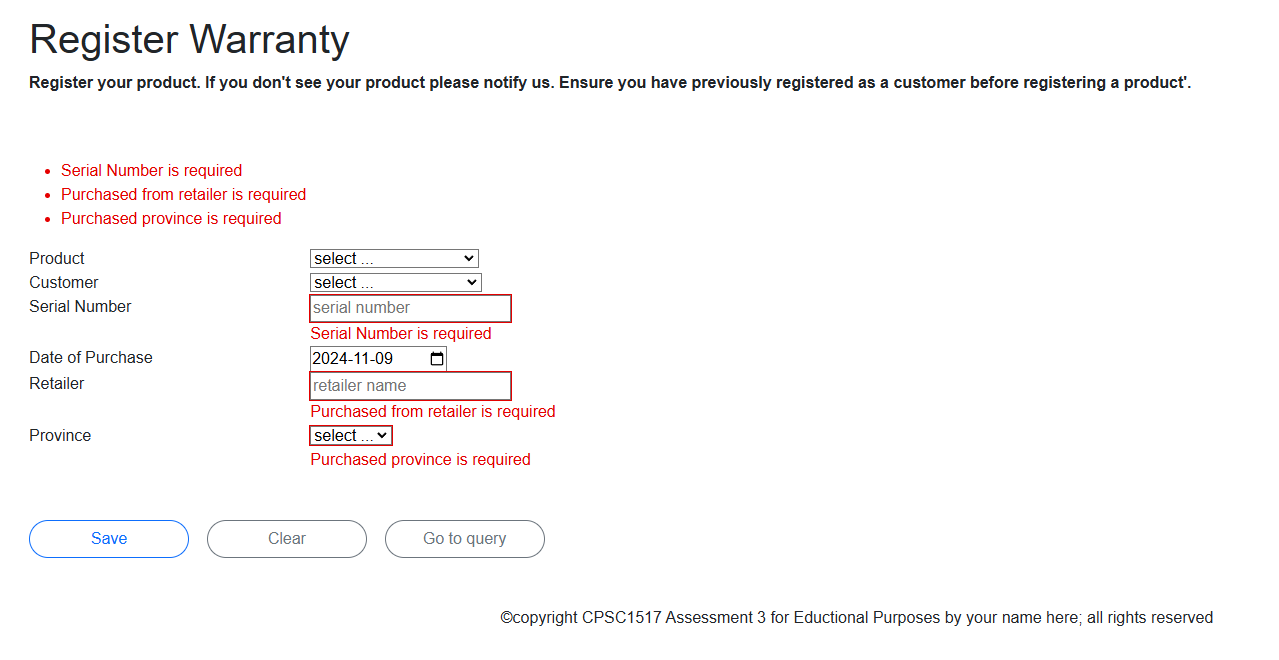 Register Warranty
Register your product. If you don't see your product please notify us. Ensure you have previously registered as a customer before registering a product'.
Serial Number is required
Purchased from retailer is required
Purchased province is required
Product select ...
Customer select ...
Serial Number serial number
Serial Number is required
Date of Purchase 2024-11-09
Retailer retailer name
Purchased from retailer is required
Province select ...
Purchased province is required
Save Clear Go to query
©copyright CPSC1517 Assessment 3 for Eductional Purposes by your name here; all rights reserved